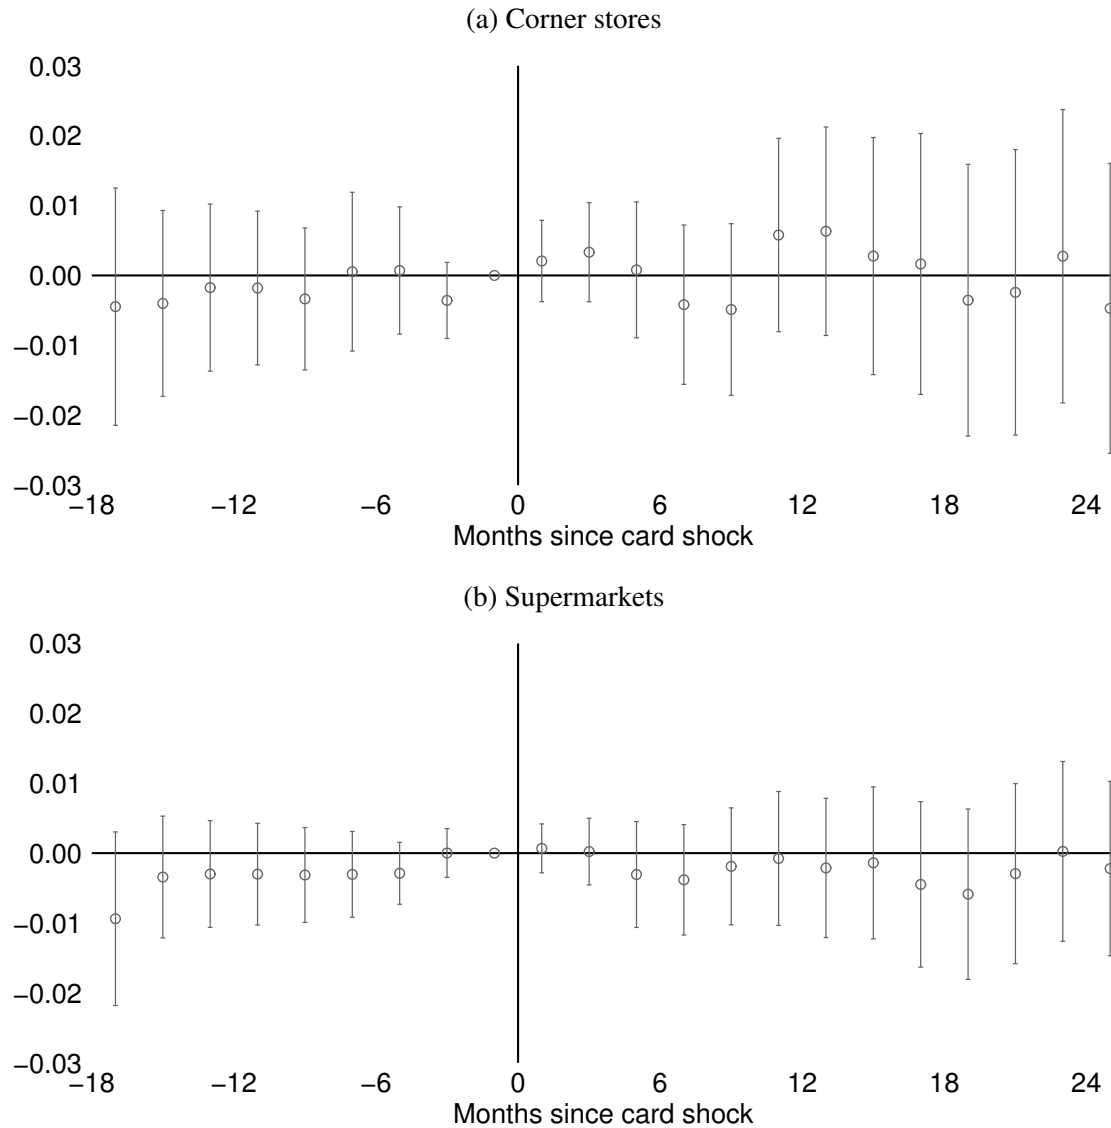 (a) Corner stores
0.03
0.02
0.01
0.00
−0.01
−0.02
−0.03
−18 −12 −6 0 6 12 18 24
Months since card shock
(b) Supermarkets
0.03
0.02
0.01
0.00
−0.01
−0.02
−0.03
−18 −12 −6 0 6 12 18 24
Months since card shock